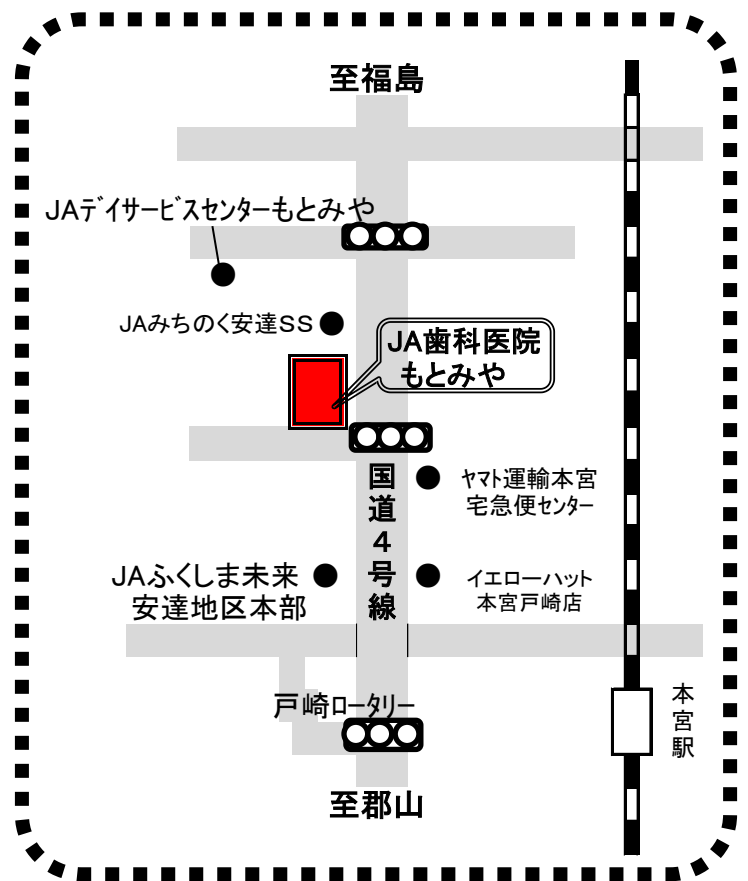 至福島
JAﾃﾞｲｻｰﾋﾞｽｾﾝﾀｰもとみや
JAみちのく安達SS
JA歯科医院
もとみや
国道４号線
ﾔﾏﾄ運輸本宮
宅急便ｾﾝﾀｰ
JAふくしま未来
安達地区本部
イエローハット
本宮戸崎店
戸崎ﾛｰﾀﾘｰ
本宮駅
至郡山